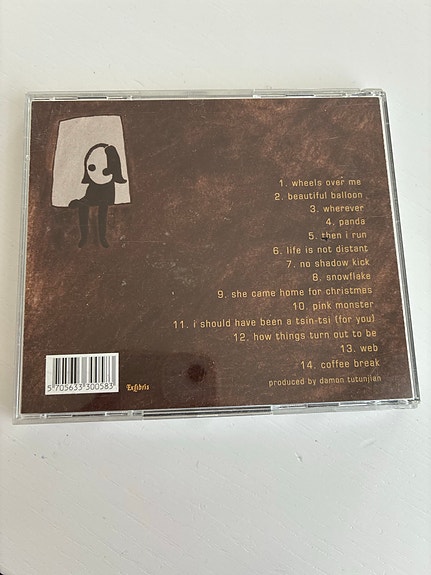 1. wheels over me
2. beautiful balloon
3. wherever
4. panda
5. then i run
6. life is not distant
7. no shadow kick
8. snowflake
9. she came home for christmas
10. pink monster
11. i should have been a tsin-tsi (for you)
12. how things turn out to be
13. web
14. coffee break
produced by damon tutunjian
5 705633 300583
Exlibris